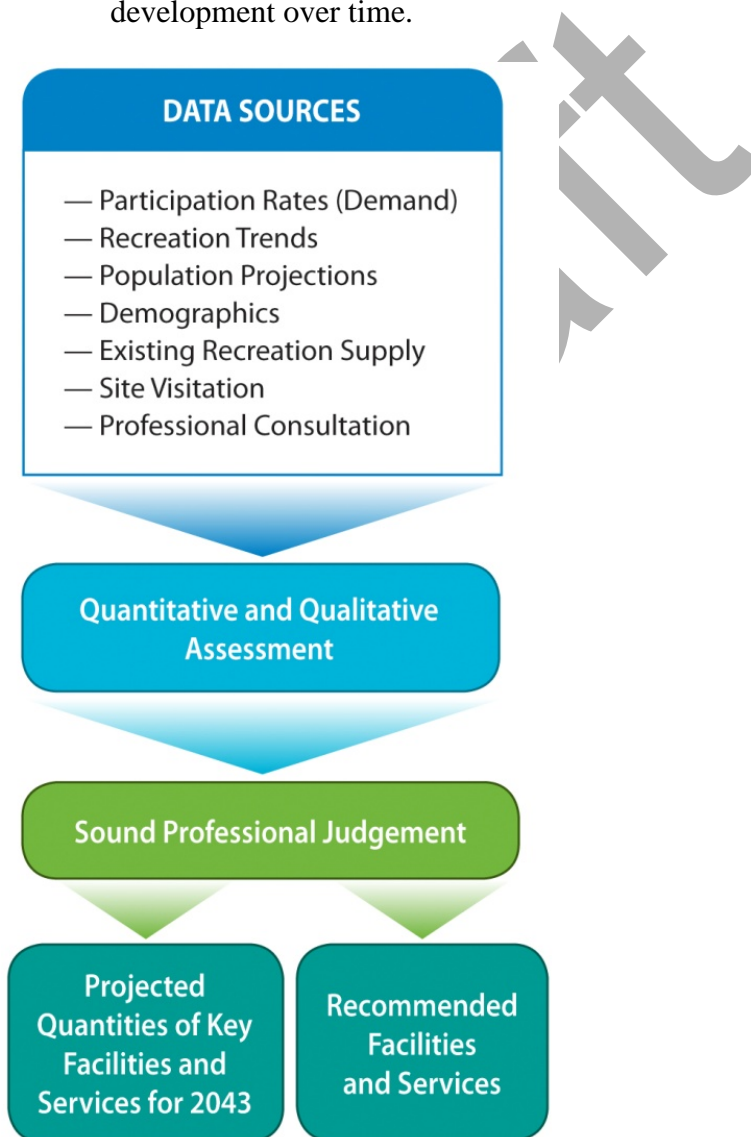 development over time.
DATA SOURCES
— Participation Rates (Demand)
— Recreation Trends
— Population Projections
— Demographics
— Existing Recreation Supply
— Site Visitation
— Professional Consultation
Quantitative and Qualitative
Assessment
Sound Professional Judgement
Projected
Quantities of Key
Facilities and
Services for 2043
Recommended
Facilities
and Services